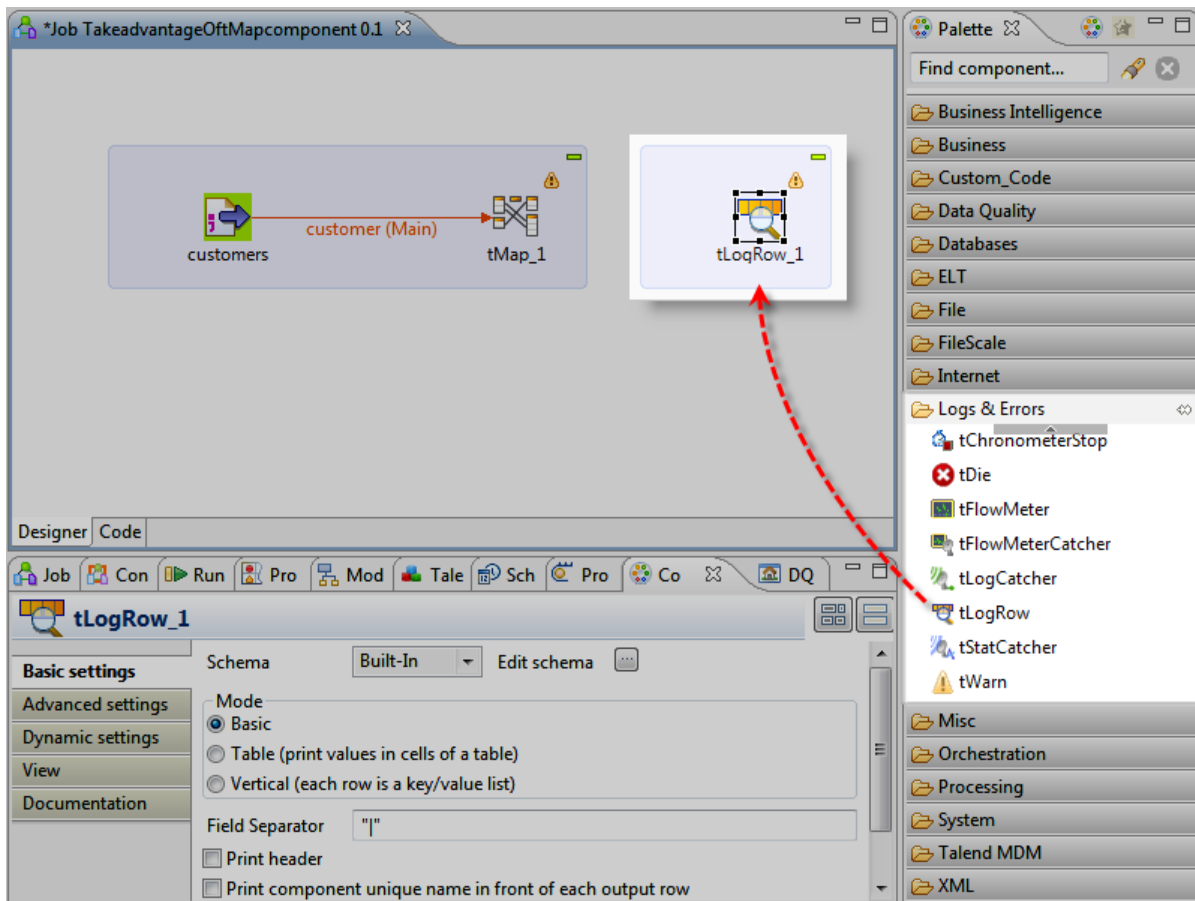 *Job TakeadvantageOftMapcomponent 0.1
customer (Main)
customers
tMap_1
tLogRow_1
Designer
Code
Palette
Find component...
Business Intelligence
Business
Custom_Code
Data Quality
Databases
ELT
File
FileScale
Internet
Logs & Errors
tChronometerStop
tDie
tFlowMeter
tFlowMeterCatcher
tLogCatcher
tLogRow
tStatCatcher
tWarn
Misc
Orchestration
Processing
System
Talend MDM
XML
Job
Con
Run
Pro
Mod
Tale
Sch
Pro
Co
DQ
tLogRow_1
Basic settings
Advanced settings
Dynamic settings
View
Documentation
Schema
Built-In
Edit schema
...
Mode
Basic
Table (print values in cells of a table)
Vertical (each row is a key/value list)
Field Separator
"|"
Print header
Print component unique name in front of each output row